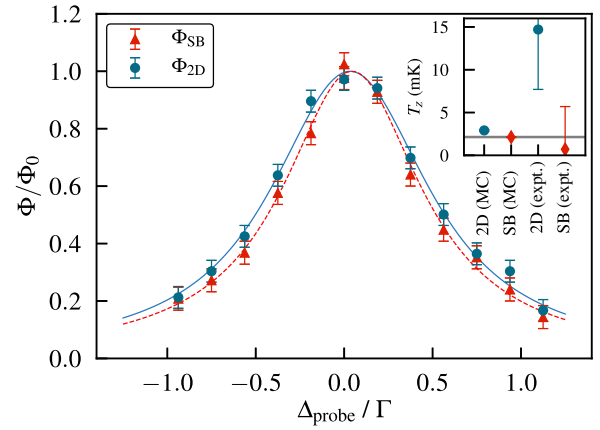 Φ_SB
Φ_2D
Φ/Φ_0
1.0
0.8
0.6
0.4
0.2
0.0
−1.0 −0.5 0.0 0.5 1.0
Δ_probe / Γ
T_z (mK)
15
10
5
0
2D (MC)
SB (MC)
2D (expt.)
SB (expt.)